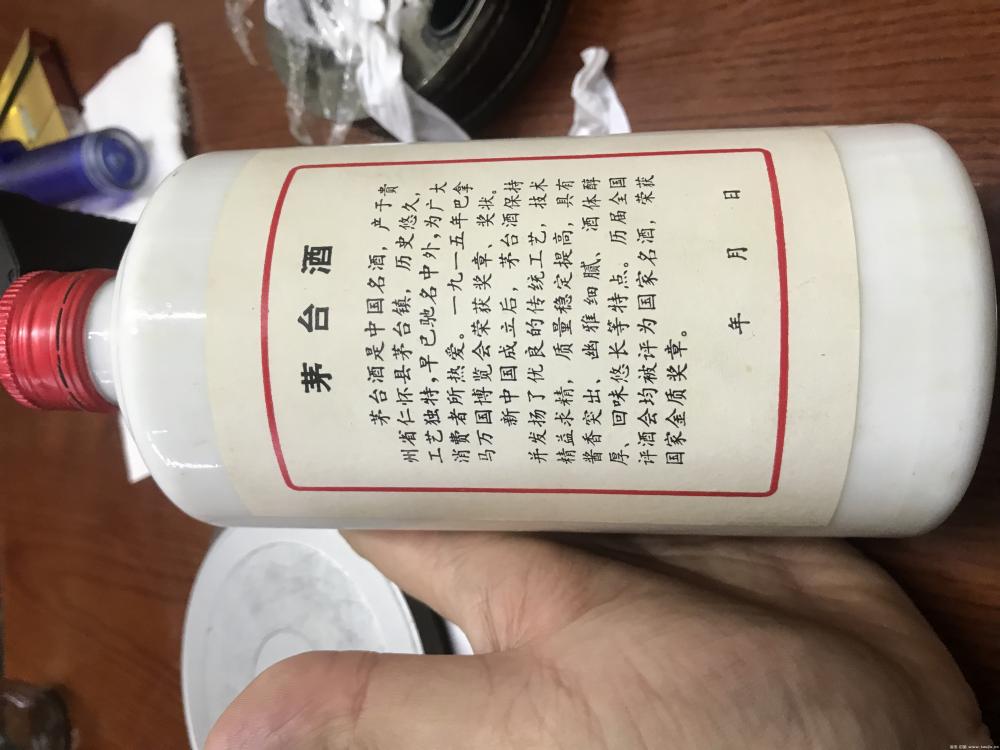 茅台酒
茅台酒是中国名酒，产于贵
州省仁怀县茅台镇，历史悠久，
工艺独特，早已驰名中外，为广大
消费者所热爱。一九一五年巴拿
马万国博览会荣获奖章、奖状。
新中国成立后，茅台酒保持
并发扬了优良的传统工艺，技术
精益求精，质量稳定提高，具有
酱香突出、幽雅细腻、酒体醇
厚、回味悠长等特点。历届全国
评酒会均被评为国家名酒，荣获
国家金质奖章。
年 月 日